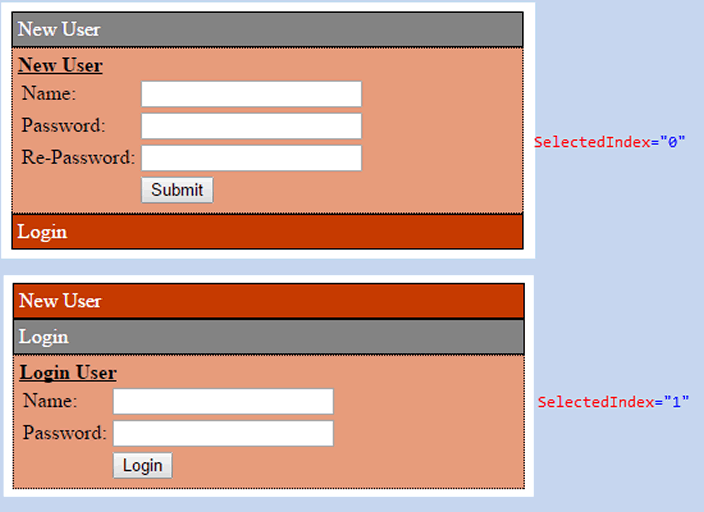 New User
New User
Name:
Password:
Re-Password:
SelectedIndex="0"
Submit
Login
New User
Login
Login User
Name:
SelectedIndex="1"
Password:
Login